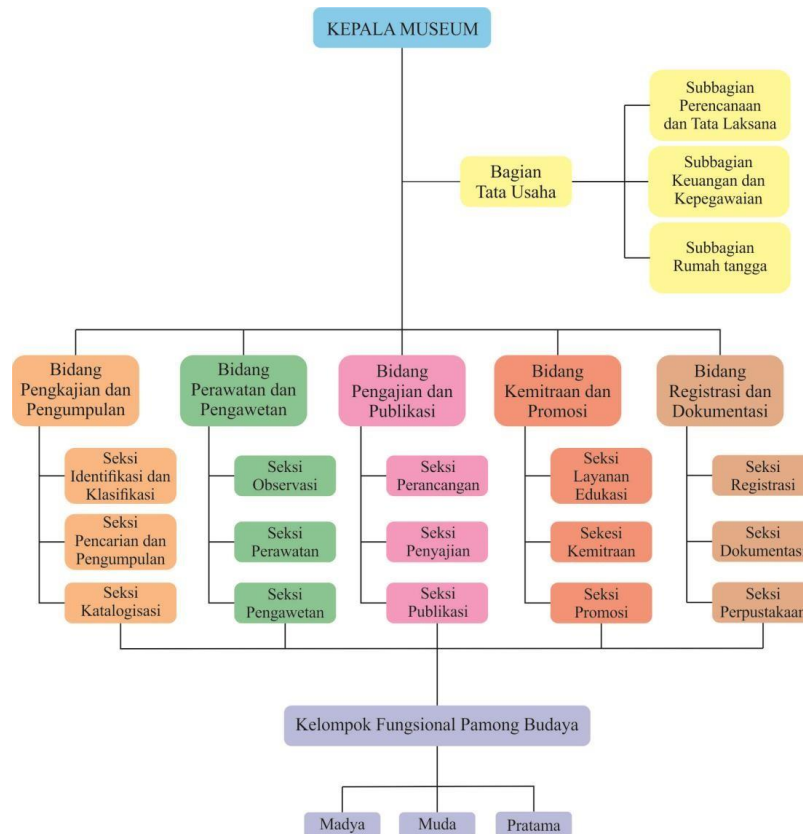 KEPALA MUSEUM
Subbagian
Perencanaan
dan Tata Laksana
Bagian
Tata Usaha
Subbagian
Keuangan dan
Kepegawaian
Subbagian
Rumah tangga
Bidang
Pengkajian dan
Pengumpulan
Bidang
Perawatan dan
Pengawetan
Bidang
Pengajian dan
Publikasi
Bidang
Kemitraan dan
Promosi
Bidang
Registrasi dan
Dokumentasi
Seksi
Identifikasi dan
Klasifikasi
Seksi
Observasi
Seksi
Perancangan
Seksi
Layanan
Edukasi
Seksi
Registrasi
Seksi
Pencarian dan
Pengumpulan
Seksi
Perawatan
Seksi
Penyajian
Sekesi
Kemitraan
Seksi
Dokumentasi
Seksi
Katalogisasi
Seksi
Pengawetan
Seksi
Publikasi
Seksi
Promosi
Seksi
Perpustakaan
Kelompok Fungsional Pamong Budaya
Madya
Muda
Pratama